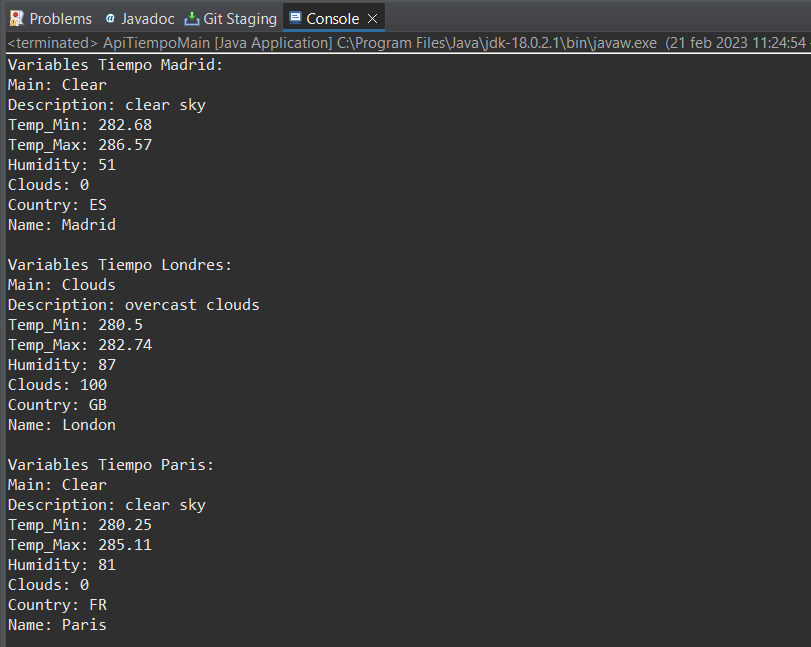 Problems Javadoc Git Staging Console
<terminated> ApiTiempoMain [Java Application] C:\Program Files\Java\jdk-18.0.2.1\bin\javaw.exe (21 feb 2023 11:24:54
Variables Tiempo Madrid:
Main: Clear
Description: clear sky
Temp_Min: 282.68
Temp_Max: 286.57
Humidity: 51
Clouds: 0
Country: ES
Name: Madrid

Variables Tiempo Londres:
Main: Clouds
Description: overcast clouds
Temp_Min: 280.5
Temp_Max: 282.74
Humidity: 87
Clouds: 100
Country: GB
Name: London

Variables Tiempo Paris:
Main: Clear
Description: clear sky
Temp_Min: 280.25
Temp_Max: 285.11
Humidity: 81
Clouds: 0
Country: FR
Name: Paris